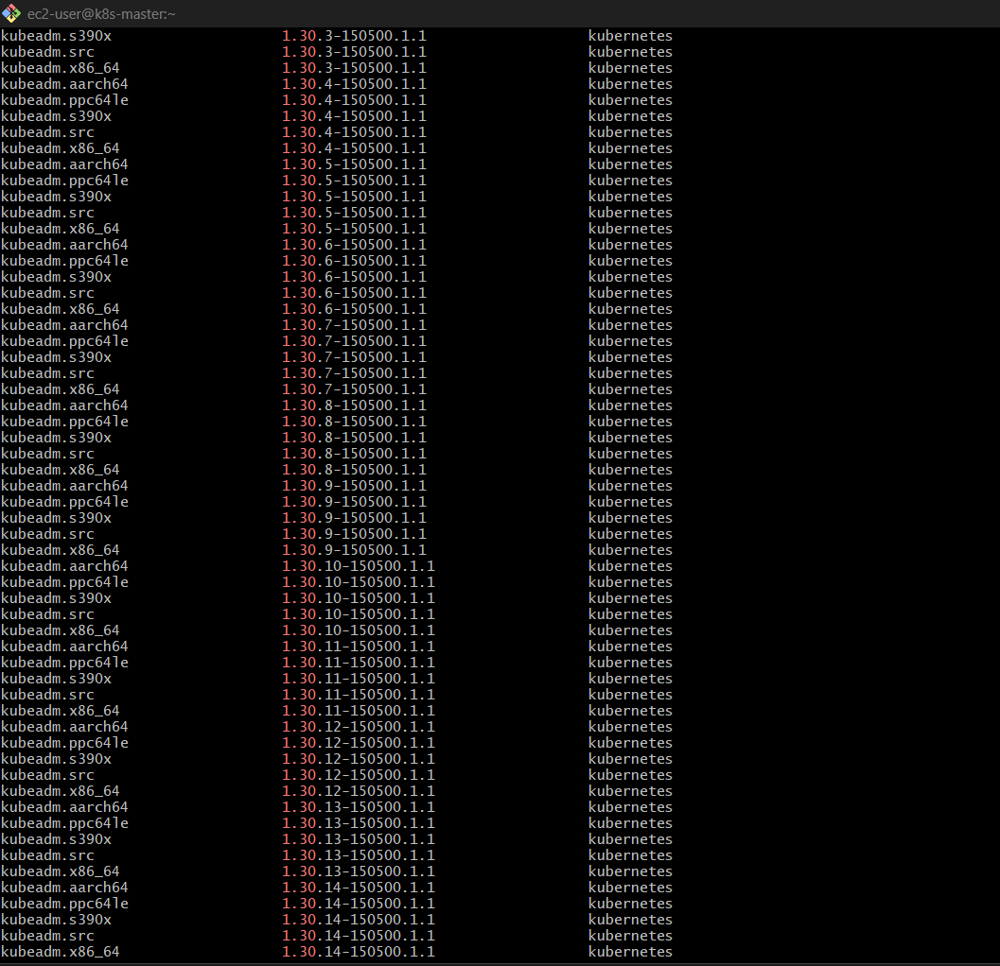 ec2-user@k8s-master:~
kubeadm.s390x 1.30.3-150500.1.1 kubernetes
kubeadm.src 1.30.3-150500.1.1 kubernetes
kubeadm.x86_64 1.30.3-150500.1.1 kubernetes
kubeadm.aarch64 1.30.4-150500.1.1 kubernetes
kubeadm.ppc64le 1.30.4-150500.1.1 kubernetes
kubeadm.s390x 1.30.4-150500.1.1 kubernetes
kubeadm.src 1.30.4-150500.1.1 kubernetes
kubeadm.x86_64 1.30.4-150500.1.1 kubernetes
kubeadm.aarch64 1.30.5-150500.1.1 kubernetes
kubeadm.ppc64le 1.30.5-150500.1.1 kubernetes
kubeadm.s390x 1.30.5-150500.1.1 kubernetes
kubeadm.src 1.30.5-150500.1.1 kubernetes
kubeadm.x86_64 1.30.5-150500.1.1 kubernetes
kubeadm.aarch64 1.30.6-150500.1.1 kubernetes
kubeadm.ppc64le 1.30.6-150500.1.1 kubernetes
kubeadm.s390x 1.30.6-150500.1.1 kubernetes
kubeadm.src 1.30.6-150500.1.1 kubernetes
kubeadm.x86_64 1.30.6-150500.1.1 kubernetes
kubeadm.aarch64 1.30.7-150500.1.1 kubernetes
kubeadm.ppc64le 1.30.7-150500.1.1 kubernetes
kubeadm.s390x 1.30.7-150500.1.1 kubernetes
kubeadm.src 1.30.7-150500.1.1 kubernetes
kubeadm.x86_64 1.30.7-150500.1.1 kubernetes
kubeadm.aarch64 1.30.8-150500.1.1 kubernetes
kubeadm.ppc64le 1.30.8-150500.1.1 kubernetes
kubeadm.s390x 1.30.8-150500.1.1 kubernetes
kubeadm.src 1.30.8-150500.1.1 kubernetes
kubeadm.x86_64 1.30.8-150500.1.1 kubernetes
kubeadm.aarch64 1.30.9-150500.1.1 kubernetes
kubeadm.ppc64le 1.30.9-150500.1.1 kubernetes
kubeadm.s390x 1.30.9-150500.1.1 kubernetes
kubeadm.src 1.30.9-150500.1.1 kubernetes
kubeadm.x86_64 1.30.9-150500.1.1 kubernetes
kubeadm.aarch64 1.30.10-150500.1.1 kubernetes
kubeadm.ppc64le 1.30.10-150500.1.1 kubernetes
kubeadm.s390x 1.30.10-150500.1.1 kubernetes
kubeadm.src 1.30.10-150500.1.1 kubernetes
kubeadm.x86_64 1.30.10-150500.1.1 kubernetes
kubeadm.aarch64 1.30.11-150500.1.1 kubernetes
kubeadm.ppc64le 1.30.11-150500.1.1 kubernetes
kubeadm.s390x 1.30.11-150500.1.1 kubernetes
kubeadm.src 1.30.11-150500.1.1 kubernetes
kubeadm.x86_64 1.30.11-150500.1.1 kubernetes
kubeadm.aarch64 1.30.12-150500.1.1 kubernetes
kubeadm.ppc64le 1.30.12-150500.1.1 kubernetes
kubeadm.s390x 1.30.12-150500.1.1 kubernetes
kubeadm.src 1.30.12-150500.1.1 kubernetes
kubeadm.x86_64 1.30.12-150500.1.1 kubernetes
kubeadm.aarch64 1.30.13-150500.1.1 kubernetes
kubeadm.ppc64le 1.30.13-150500.1.1 kubernetes
kubeadm.s390x 1.30.13-150500.1.1 kubernetes
kubeadm.src 1.30.13-150500.1.1 kubernetes
kubeadm.x86_64 1.30.13-150500.1.1 kubernetes
kubeadm.aarch64 1.30.14-150500.1.1 kubernetes
kubeadm.ppc64le 1.30.14-150500.1.1 kubernetes
kubeadm.s390x 1.30.14-150500.1.1 kubernetes
kubeadm.src 1.30.14-150500.1.1 kubernetes
kubeadm.x86_64 1.30.14-150500.1.1 kubernetes